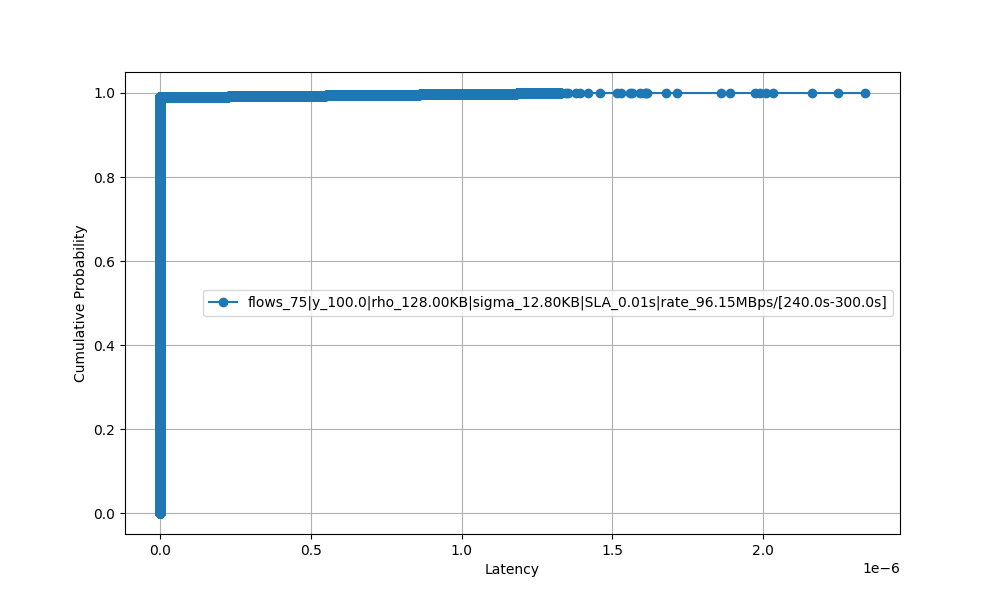 1.0
0.8
0.6
0.4
0.2
0.0
Cumulative Probability
flows_75|y_100.0|rho_128.00KB|sigma_12.80KB|SLA_0.01s|rate_96.15MBps/[240.0s-300.0s]
0.0 0.5 1.0 1.5 2.0
1e−6
Latency